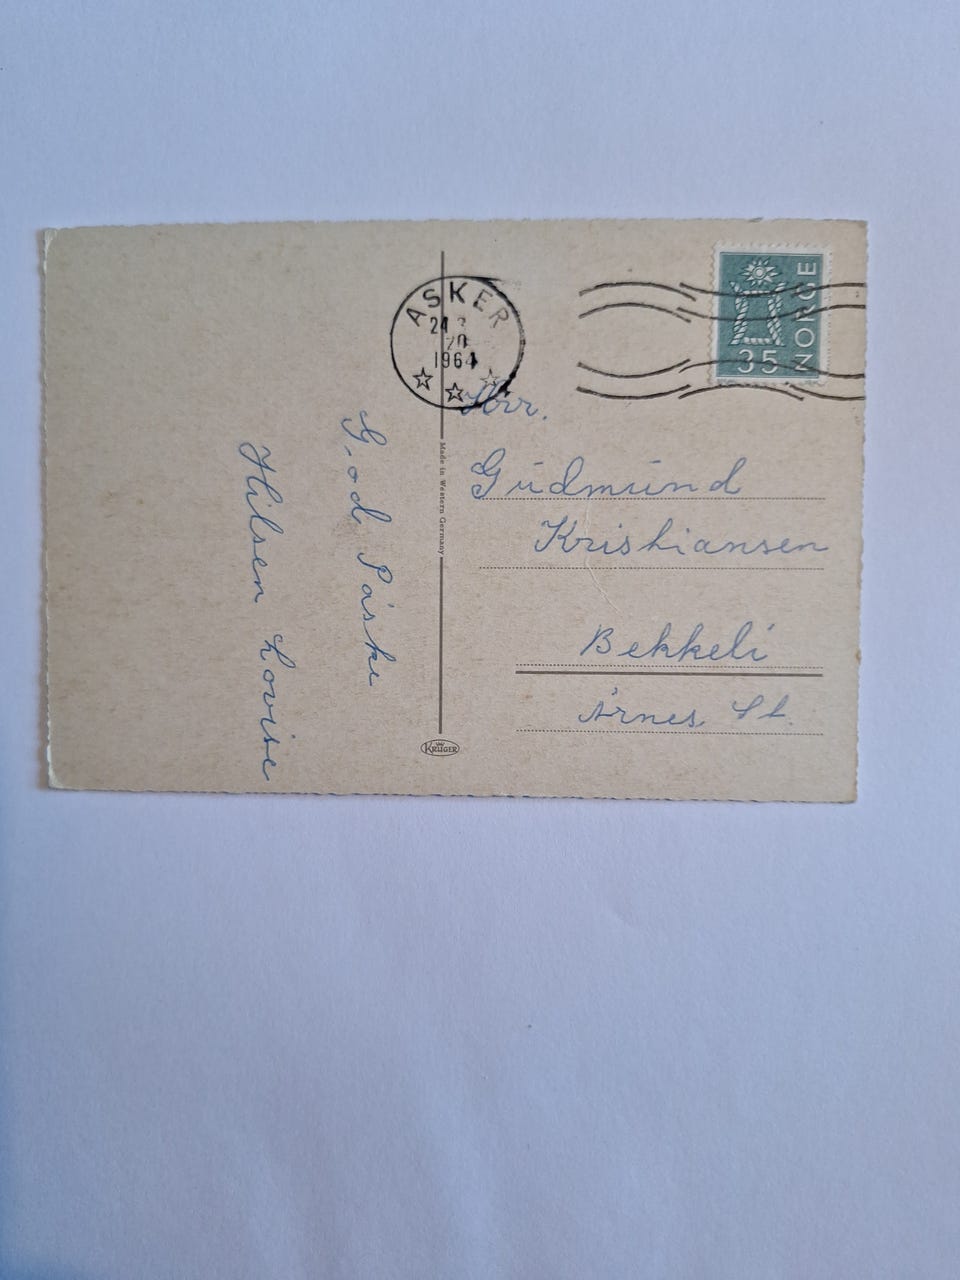 God Påske
Hilsen Lovise
ASKER
24 3
20
1964
NORGE
35
Herr.
Gudmund
Kristiansen
Bekkeli
Årnes. St.
Made in Western Germany
KRÜGER